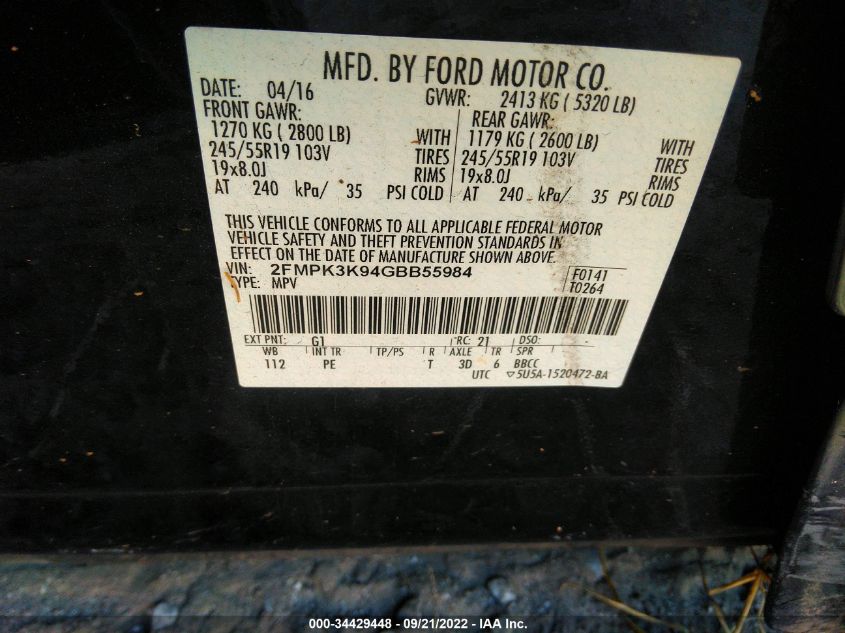 MFD. BY FORD MOTOR CO.
DATE: 04/16 GVWR: 2413 KG ( 5320 LB)
FRONT GAWR: REAR GAWR:
1270 KG ( 2800 LB) WITH 1179 KG ( 2600 LB) WITH
245/55R19 103V TIRES 245/55R19 103V TIRES
19x8.0J RIMS 19x8.0J RIMS
AT 240 kPa/ 35 PSI COLD AT 240 kPa/ 35 PSI COLD
THIS VEHICLE CONFORMS TO ALL APPLICABLE FEDERAL MOTOR
VEHICLE SAFETY AND THEFT PREVENTION STANDARDS IN
EFFECT ON THE DATE OF MANUFACTURE SHOWN ABOVE.
VIN: 2FMPK3K94GBB55984 F0141
TYPE: MPV T0264
EXT PNT: G1 RC: 21 DSO:
WB INT TR TP/PS R AXLE TR SPR
112 PE T 3D 6 BBCC
UTC ▽5U5A-1520472-BA
000-34429448 - 09/21/2022 - IAA Inc.